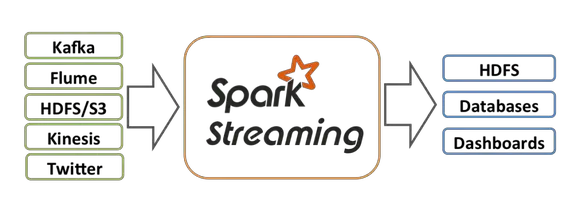 Kafka
Flume
HDFS/S3
Kinesis
Twitter
Spark
Streaming
HDFS
Databases
Dashboards